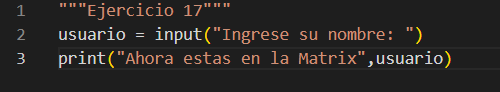 1 """Ejercicio 17"""
2 usuario = input("Ingrese su nombre: ")
3 print("Ahora estas en la Matrix",usuario)